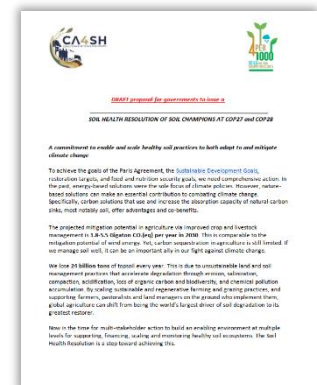 CA4SH
4 PER
1000
DRAFT proposal for governments to issue a
SOIL HEALTH RESOLUTION OF SOIL CHAMPIONS AT COP27 and COP28
A commitment to enable and scale healthy soil practices to both adapt to and mitigate
climate change
To achieve the goals of the Paris Agreement, the Sustainable Development Goals,
restoration targets, and food and nutrition security goals, we need comprehensive action. In
the past, energy-based solutions were the sole focus of climate policies. However, nature-
based solutions can make an essential contribution to combating climate change.
Specifically, carbon solutions that use and increase the absorption capacity of natural carbon
sinks, most notably soil, offer advantages and co-benefits.
The projected mitigation potential in agriculture via improved crop and livestock
management is 1.8-5.5 Gigaton CO₂(eq) per year in 2030. This is comparable to the
mitigation potential of wind energy. Yet, carbon sequestration in agriculture is still limited. If
we manage soil well, it can be an important ally in our fight against climate change.
We lose 24 billion tons of topsoil every year. This is due to unsustainable land and soil
management practices that accelerate degradation through erosion, salinization,
compaction, acidification, loss of organic carbon and biodiversity, and chemical pollution
accumulation. By scaling sustainable and regenerative farming and grazing practices, and
supporting farmers, pastoralists and land managers on the ground who implement them,
global agriculture can shift from being the world's largest driver of soil degradation to its
greatest restorer.
Now is the time for multi-stakeholder action to build an enabling environment at multiple
levels for supporting, financing, scaling and monitoring healthy soil ecosystems. The Soil
Health Resolution is a step toward achieving this.